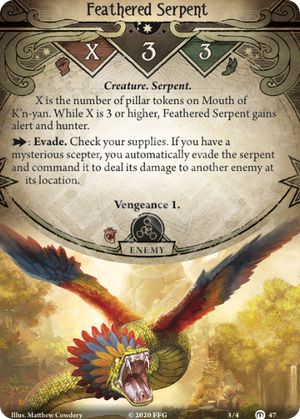 Feathered Serpent
X 3 3
Creature. Serpent.
X is the number of pillar tokens on Mouth of
K'n-yan. While X is 3 or higher, Feathered Serpent gains
alert and hunter.
: Evade. Check your supplies. If you have a
mysterious scepter, you automatically evade the serpent
and command it to deal its damage to another enemy at
its location.
Vengeance 1.
ENEMY
Illus. Matthew Cowdery © 2020 FFG 3/4 47